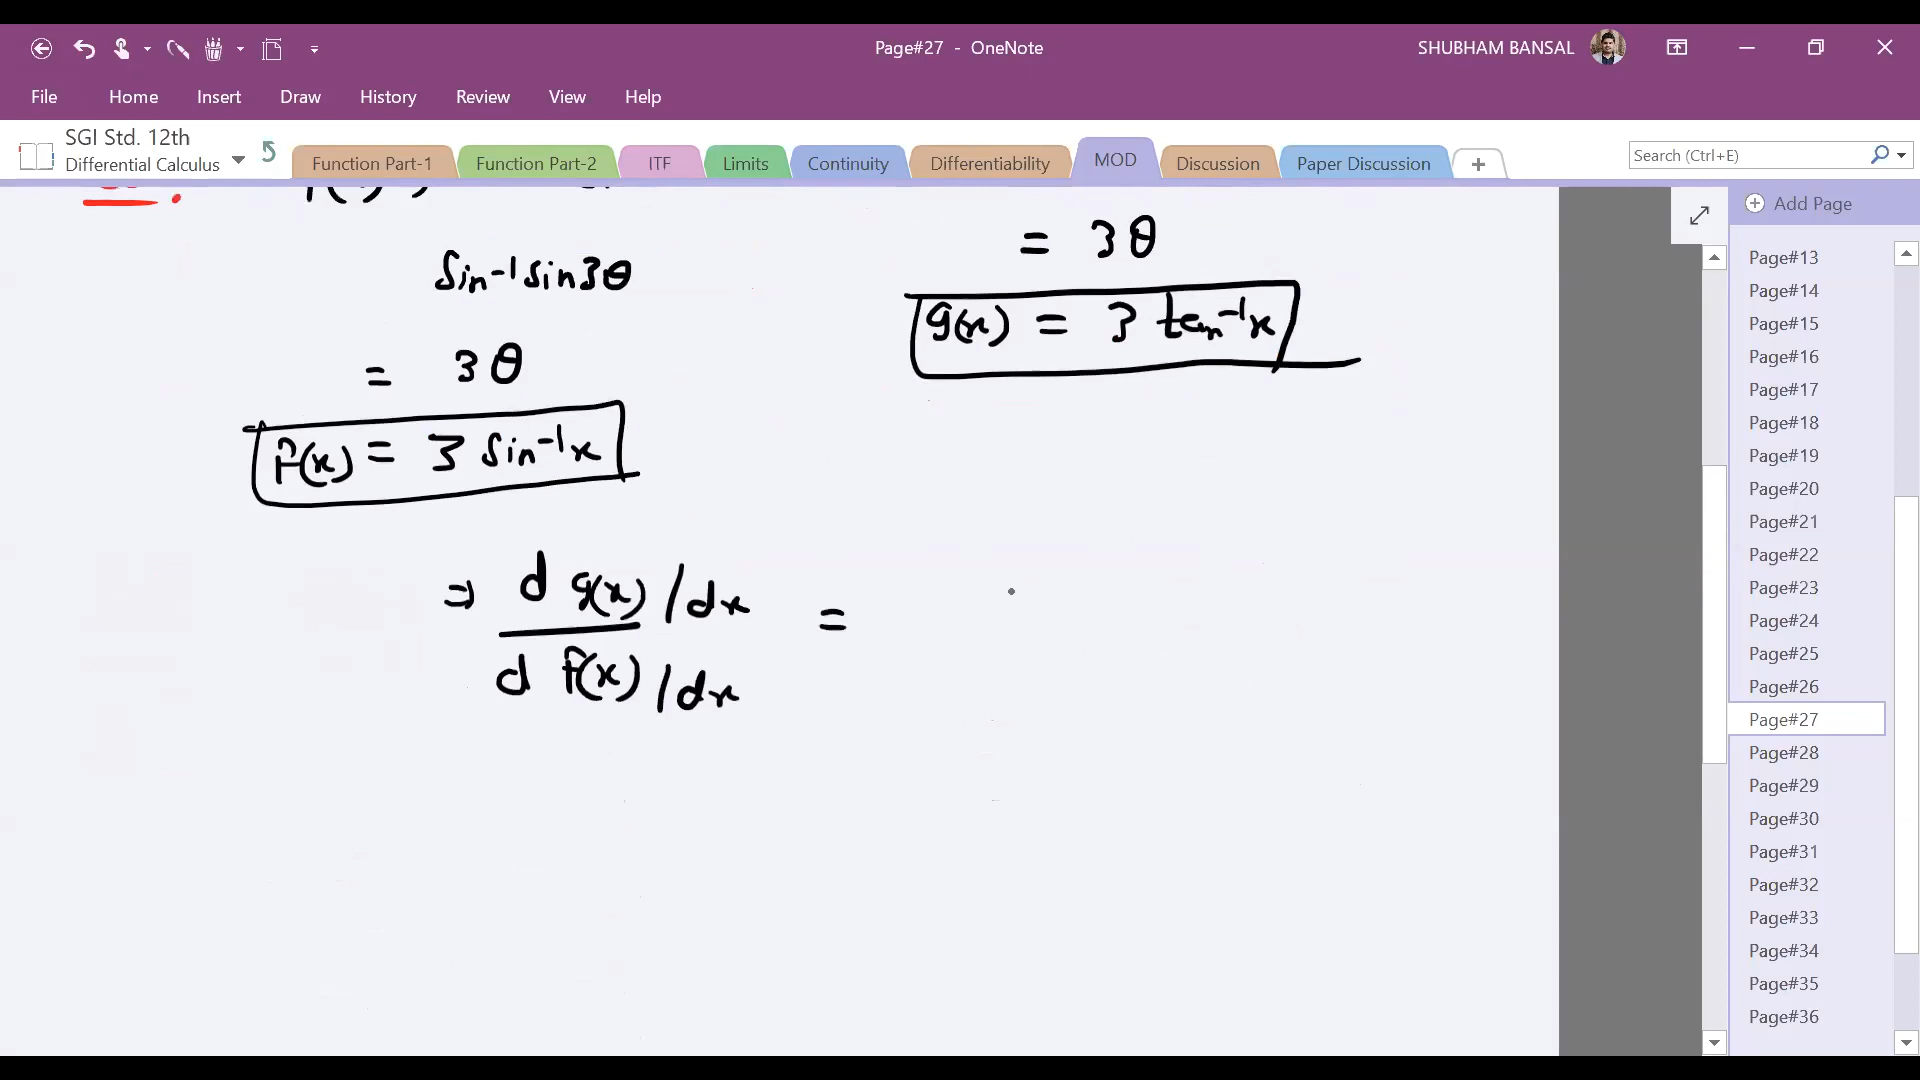 Page#27 - OneNote
SHUBHAM BANSAL
File Home Insert Draw History Review View Help
SGI Std. 12th
Differential Calculus
Function Part-1 Function Part-2 ITF Limits Continuity Differentiability MOD Discussion Paper Discussion +
Search (Ctrl+E)
Add Page
Sin⁻¹ sin3θ
= 3θ
f(x) = 3 Sin⁻¹x
= 3θ
g(x) = 3 tan⁻¹x
⇒ d g(x) /dx =
d f(x) /dx
Page#13
Page#14
Page#15
Page#16
Page#17
Page#18
Page#19
Page#20
Page#21
Page#22
Page#23
Page#24
Page#25
Page#26
Page#27
Page#28
Page#29
Page#30
Page#31
Page#32
Page#33
Page#34
Page#35
Page#36